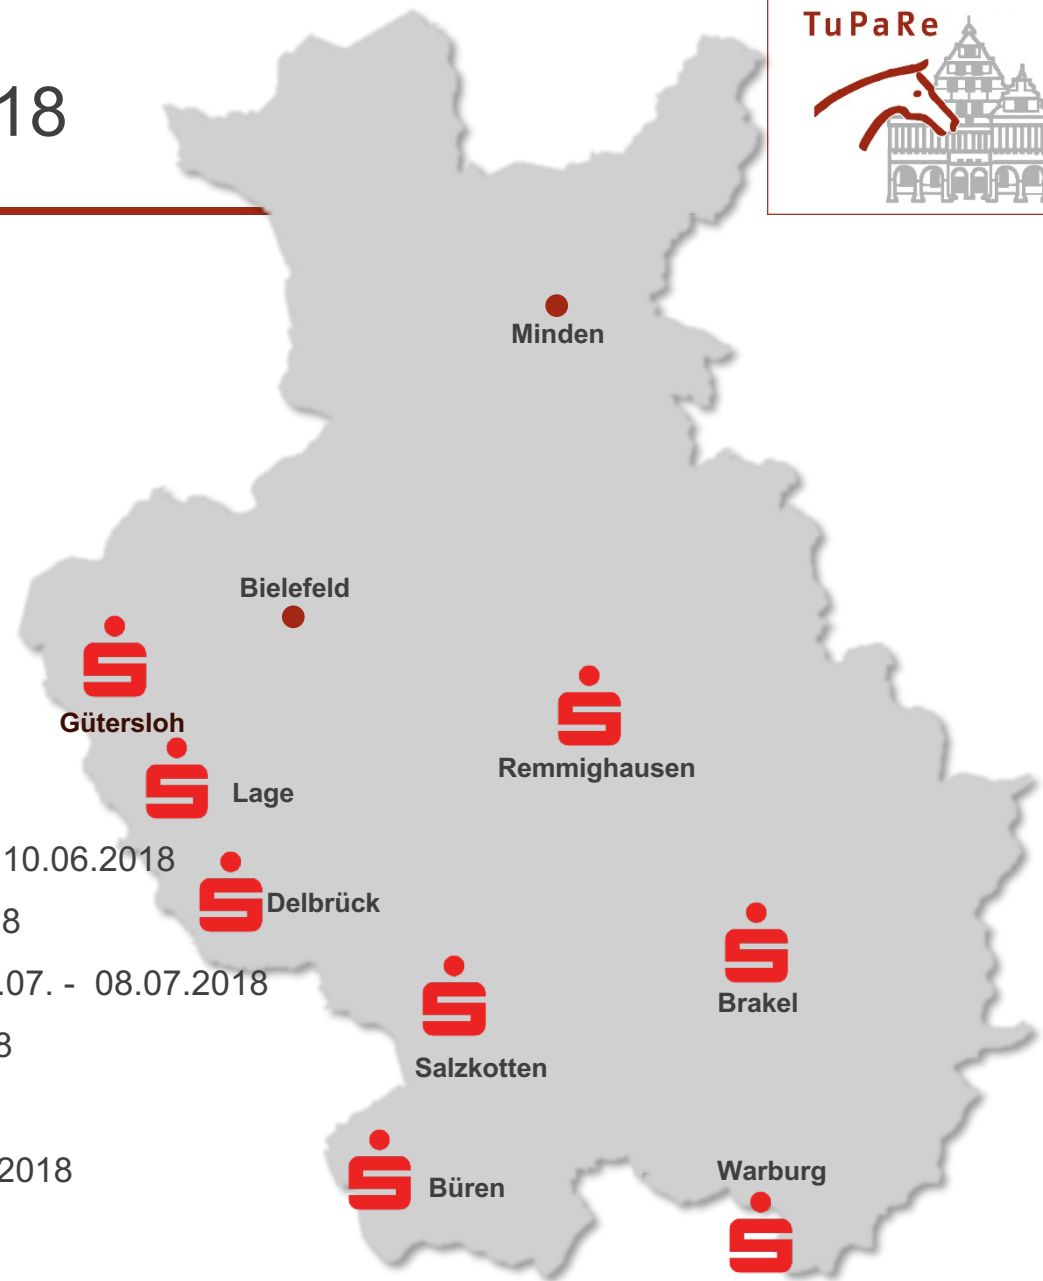 TuPaRe
18
Minden
Bielefeld
Gütersloh
Remmighausen
Lage
10.06.2018
Delbrück
8
.07. - 08.07.2018
Brakel
8
Salzkotten
2018
Warburg
Büren